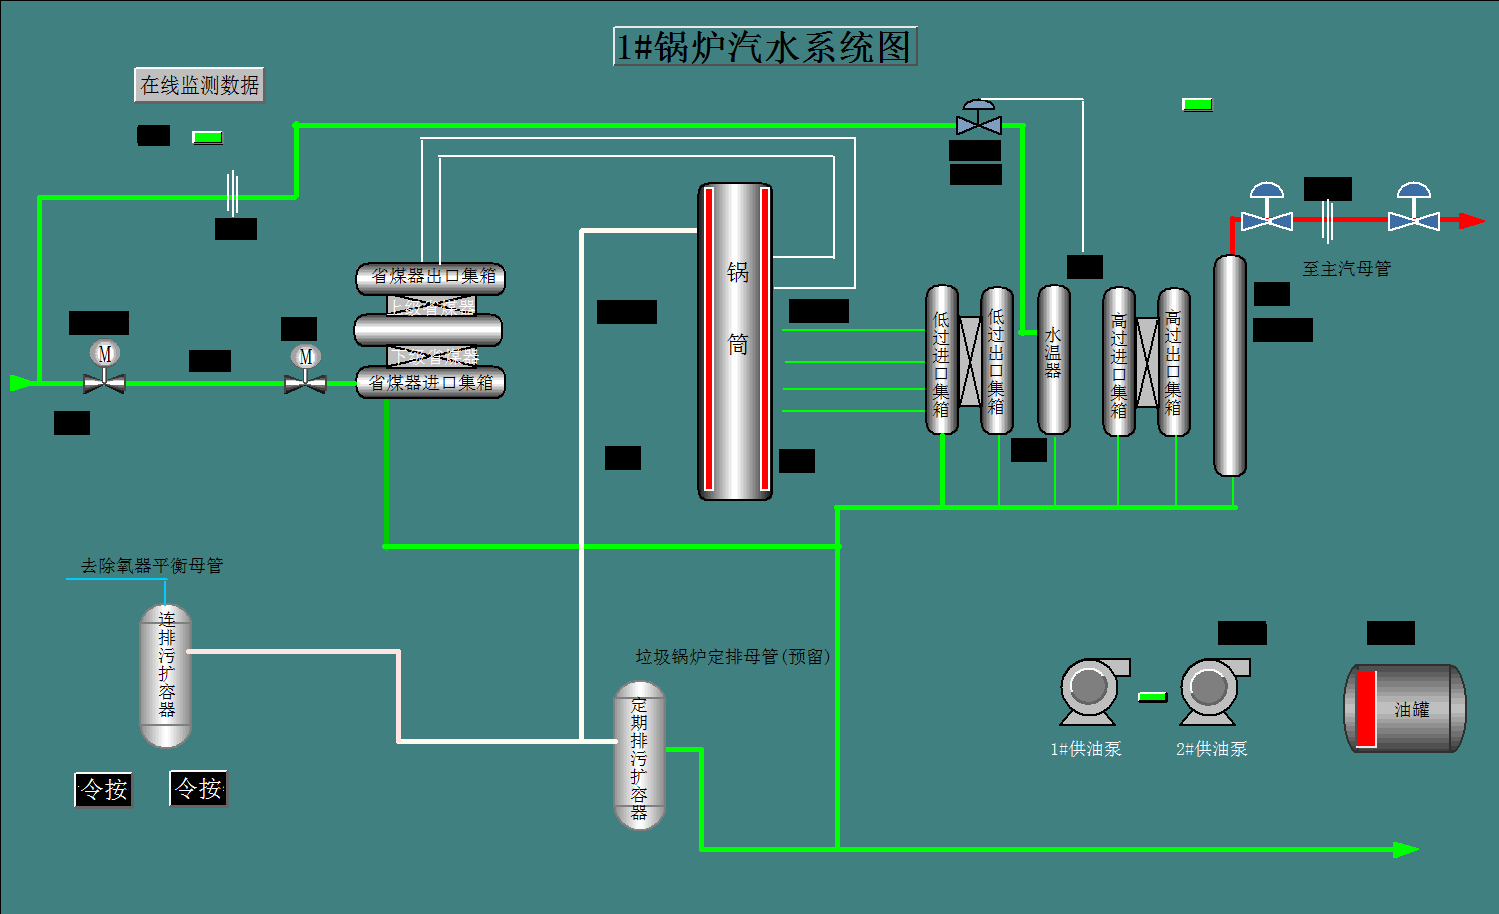 1#锅炉汽水系统图
在线监测数据
至主汽母管
省煤器出口集箱
上级省煤器
下级省煤器
省煤器进口集箱
M
M
锅筒
低过进口集箱
低过出口集箱
水温器
高过进口集箱
高过出口集箱
去除氧器平衡母管
连排污扩容器
垃圾锅炉定排母管(预留)
定期排污扩容器
1#供油泵
2#供油泵
油罐
令按
令按